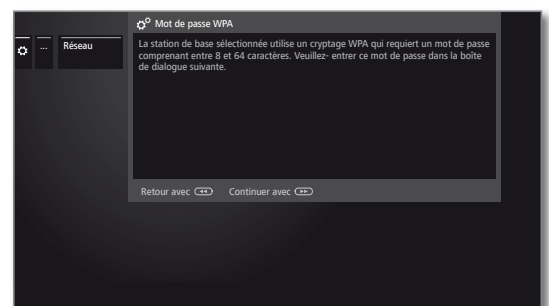 Mot de passe WPA
... Réseau
La station de base sélectionnée utilise un cryptage WPA qui requiert un mot de passe
comprenant entre 8 et 64 caractères. Veuillez- entrer ce mot de passe dans la boîte
de dialogue suivante.
Retour avec Continuer avec